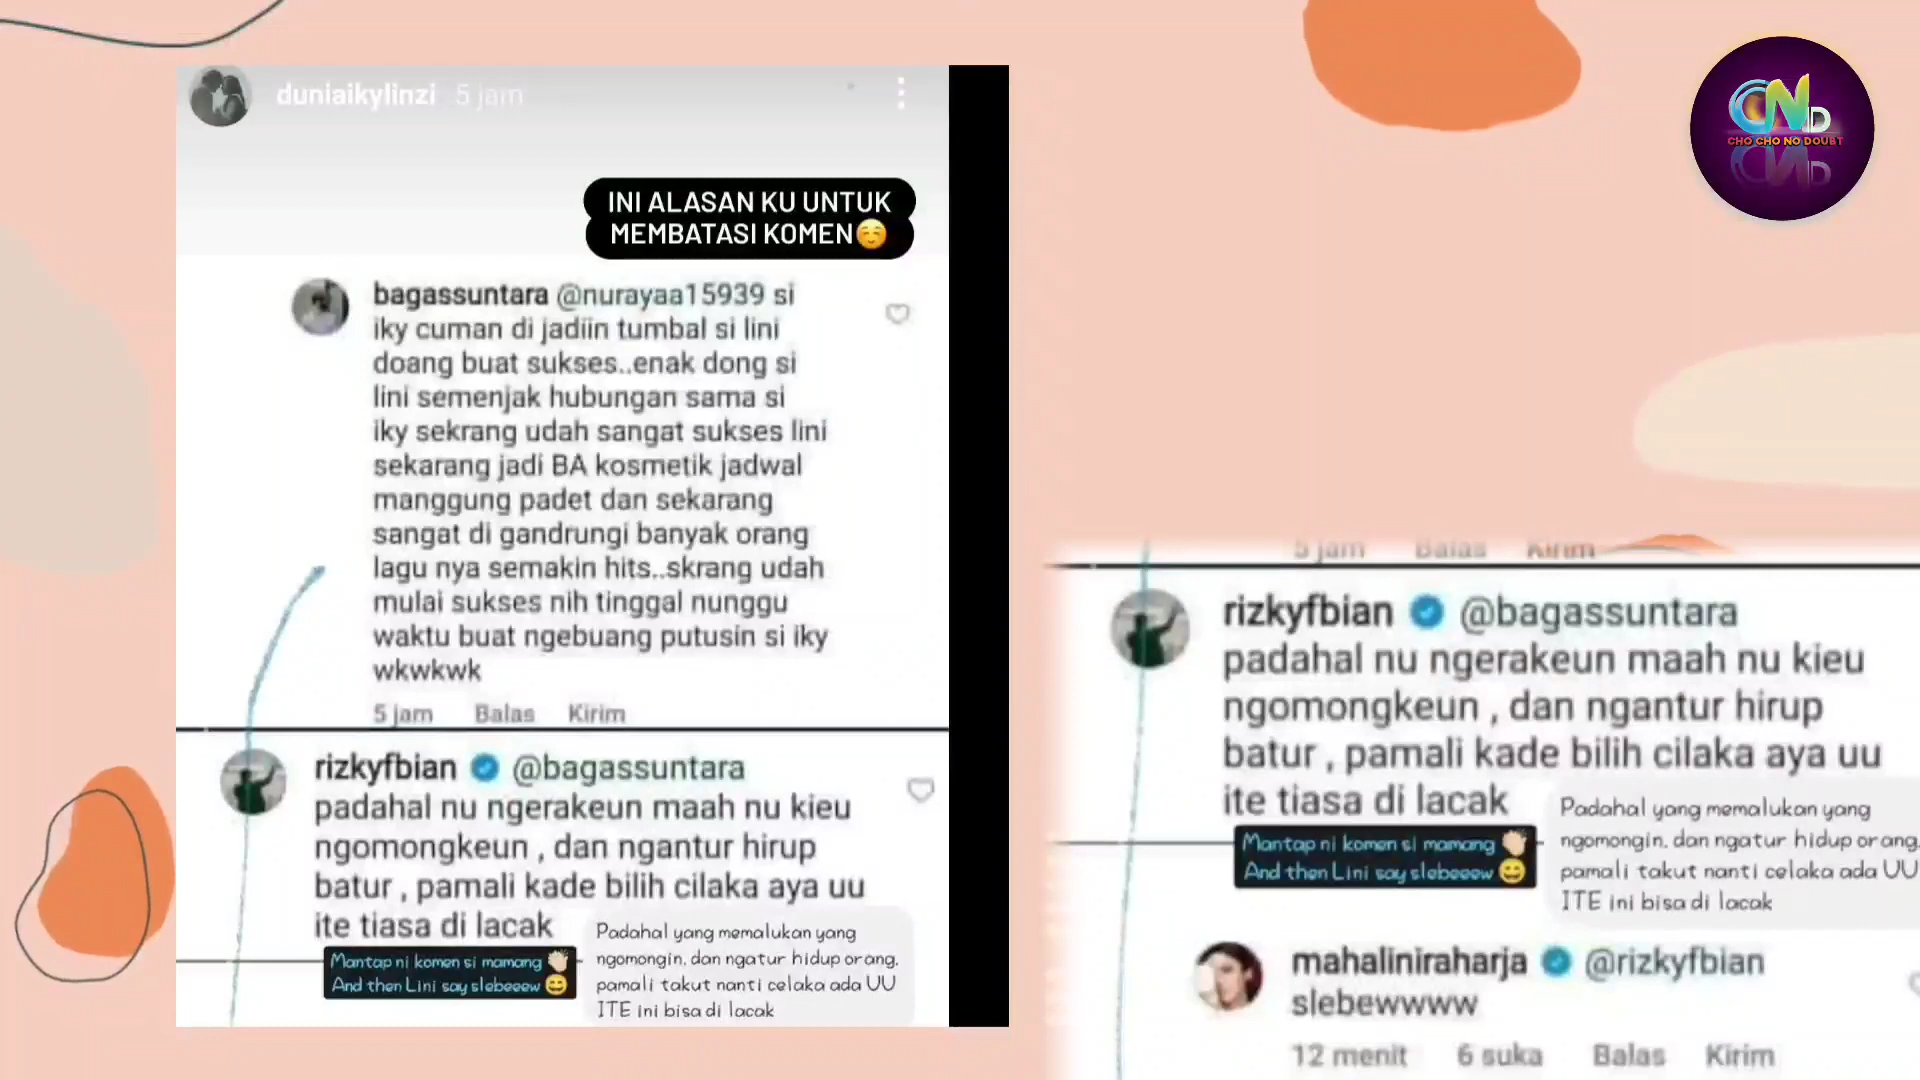 duniaikylinzi 5 jam
INI ALASAN KU UNTUK
MEMBATASI KOMEN☺️
bagassuntara @nurayaa15939 si
iky cuman di jadiin tumbal si lini
doang buat sukses..enak dong si
lini semenjak hubungan sama si
iky sekrang udah sangat sukses lini
sekarang jadi BA kosmetik jadwal
manggung padet dan sekarang
sangat di gandrungi banyak orang
lagu nya semakin hits..skrang udah
mulai sukses nih tinggal nunggu
waktu buat ngebuang putusin si iky
wkwkwk
5 jam Balas Kirim
rizkyfbian @bagassuntara
padahal nu ngerakeun maah nu kieu
ngomongkeun , dan ngantur hirup
batur , pamali kade bilih cilaka aya uu
ite tiasa di lacak
Mantap ni komen si mamang 👏🏻
And then Lini say slebeeew 😄
Padahal yang memalukan yang
ngomongin, dan ngatur hidup orang,
pamali takut nanti celaka ada UU
ITE ini bisa di lacak
CND
CHO CHO NO DOUBT
5 jam Balas Kirim
rizkyfbian @bagassuntara
padahal nu ngerakeun maah nu kieu
ngomongkeun , dan ngantur hirup
batur , pamali kade bilih cilaka aya uu
ite tiasa di lacak
Mantap ni komen si mamang 👏🏻
And then Lini say slebeeew 😄
Padahal yang memalukan yang
ngomongin, dan ngatur hidup orang,
pamali takut nanti celaka ada UU
ITE ini bisa di lacak
mahaliniraharja @rizkyfbian
slebewwww
12 menit 6 suka Balas Kirim